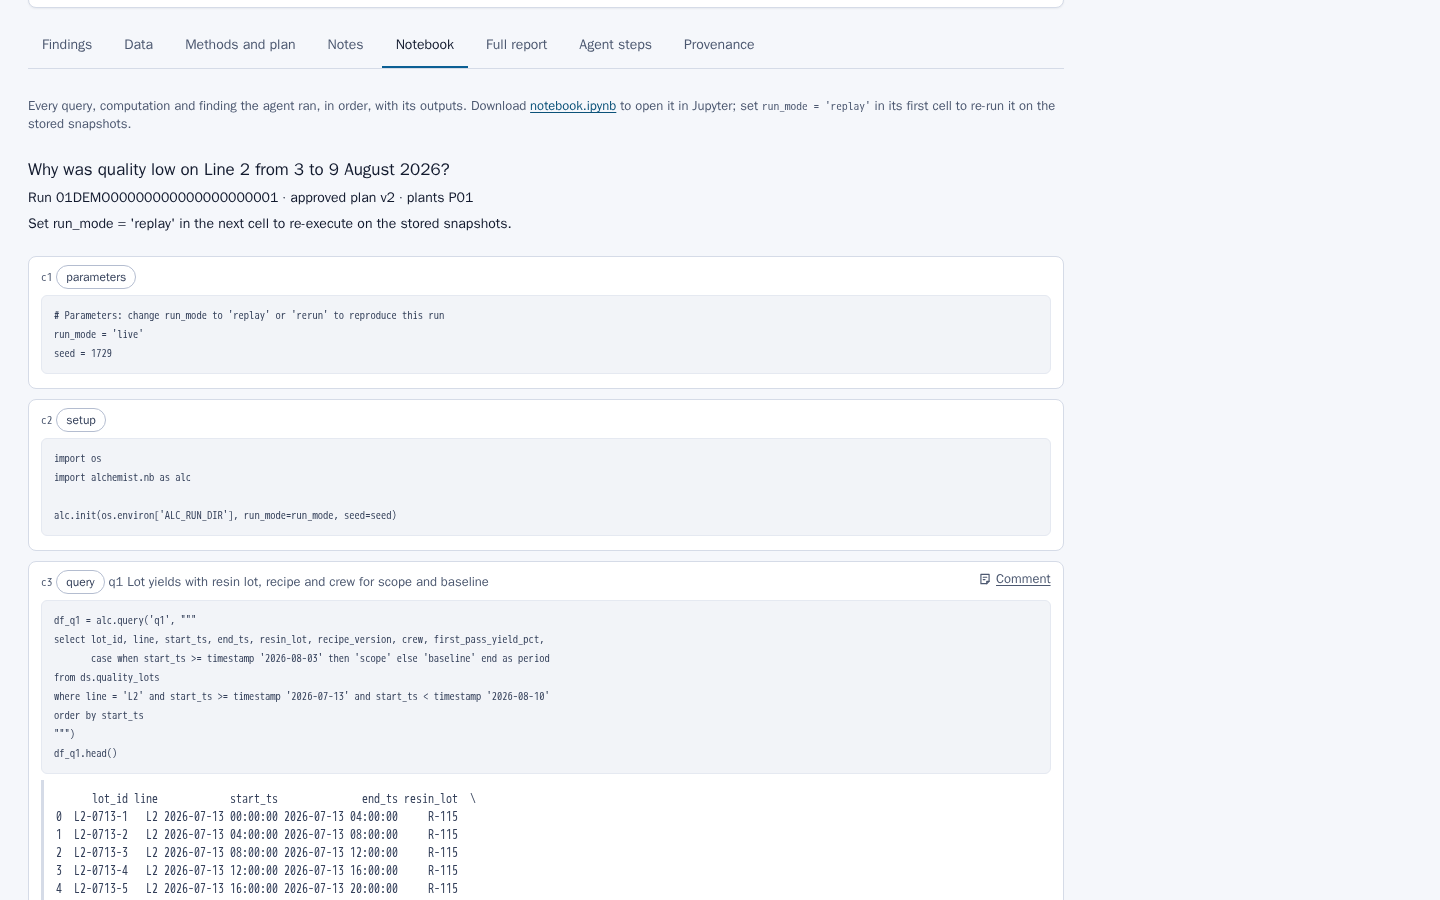 Findings Data Methods and plan Notes Notebook Full report Agent steps Provenance
Every query, computation and finding the agent ran, in order, with its outputs. Download notebook.ipynb to open it in Jupyter; set run_mode = 'replay' in its first cell to re-run it on the
stored snapshots.
Why was quality low on Line 2 from 3 to 9 August 2026?
Run 01DEMO00000000000000000001 · approved plan v2 · plants P01
Set run_mode = 'replay' in the next cell to re-execute on the stored snapshots.
c1 parameters
# Parameters: change run_mode to 'replay' or 'rerun' to reproduce this run
run_mode = 'live'
seed = 1729
c2 setup
import os
import alchemist.nb as alc
alc.init(os.environ['ALC_RUN_DIR'], run_mode=run_mode, seed=seed)
c3 query q1 Lot yields with resin lot, recipe and crew for scope and baseline Comment
df_q1 = alc.query('q1', """
select lot_id, line, start_ts, end_ts, resin_lot, recipe_version, crew, first_pass_yield_pct,
case when start_ts >= timestamp '2026-08-03' then 'scope' else 'baseline' end as period
from ds.quality_lots
where line = 'L2' and start_ts >= timestamp '2026-07-13' and start_ts < timestamp '2026-08-10'
order by start_ts
""")
df_q1.head()
lot_id line start_ts end_ts resin_lot \
0 L2-0713-1 L2 2026-07-13 00:00:00 2026-07-13 04:00:00 R-115
1 L2-0713-2 L2 2026-07-13 04:00:00 2026-07-13 08:00:00 R-115
2 L2-0713-3 L2 2026-07-13 08:00:00 2026-07-13 12:00:00 R-115
3 L2-0713-4 L2 2026-07-13 12:00:00 2026-07-13 16:00:00 R-115
4 L2-0713-5 L2 2026-07-13 16:00:00 2026-07-13 20:00:00 R-115